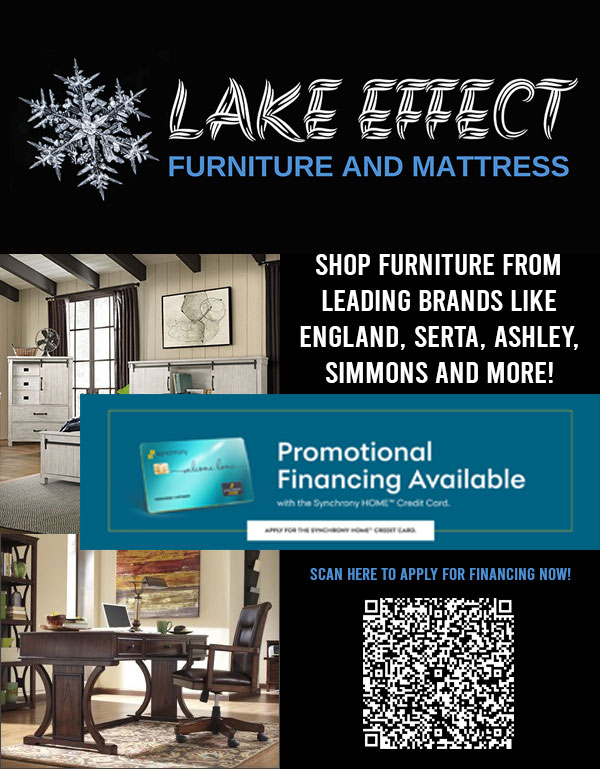 LAKE EFFECT
FURNITURE AND MATTRESS
SHOP FURNITURE FROM
LEADING BRANDS LIKE
ENGLAND, SERTA, ASHLEY,
SIMMONS AND MORE!
synchrony
Promotional
Financing Available
with the Synchrony HOME™ Credit Card.
APPLY FOR THE SYNCHRONY HOME™ CREDIT CARD.
SCAN HERE TO APPLY FOR FINANCING NOW!